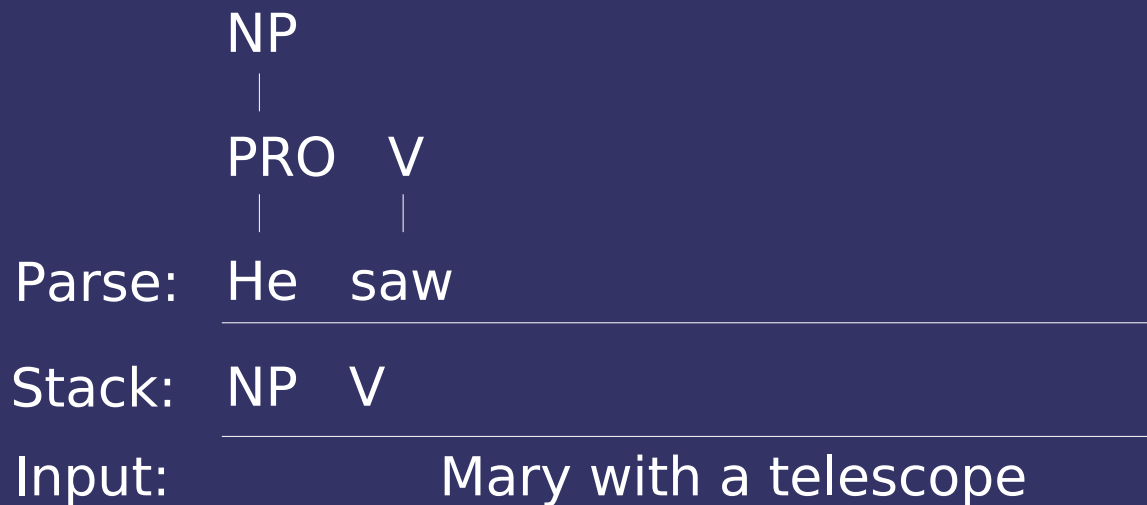 NP
PRO V
Parse: He saw
Stack: NP V
Input: Mary with a telescope